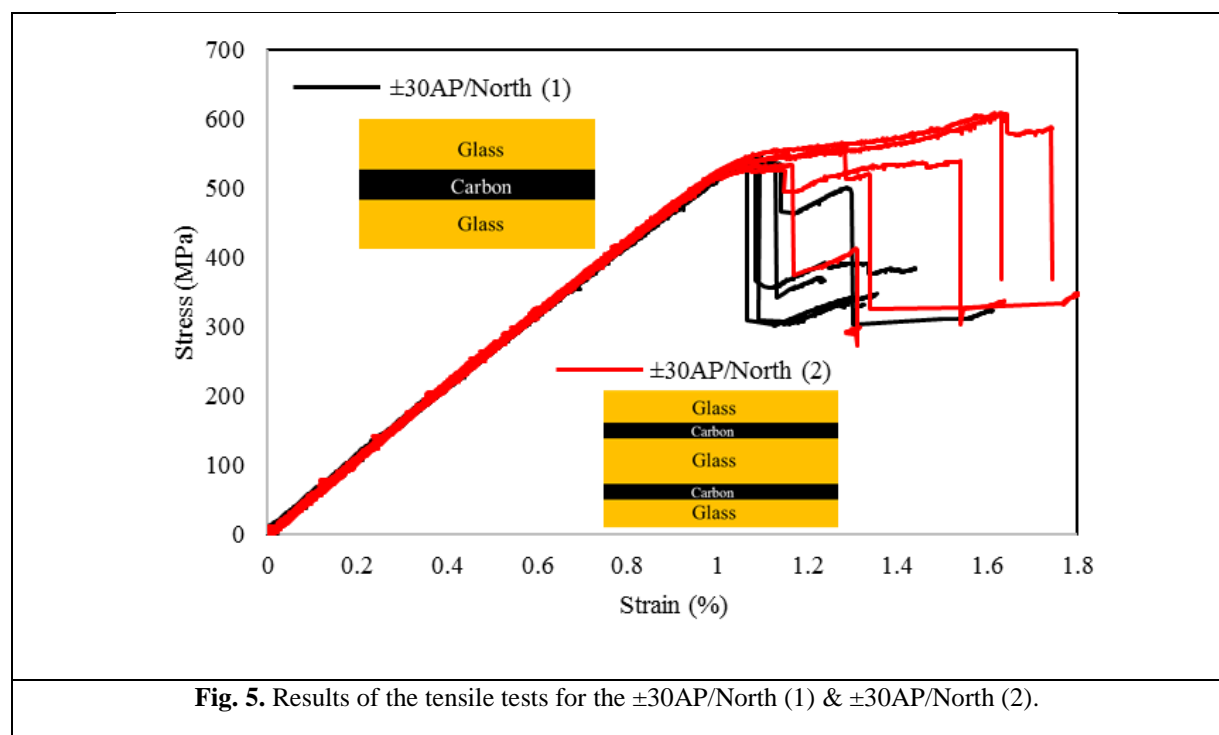 700
600
500
400
300
200
100
0
Stress (MPa)
±30AP/North (1)
Glass
Carbon
Glass
±30AP/North (2)
Glass
Carbon
Glass
Carbon
Glass
0 0.2 0.4 0.6 0.8 1 1.2 1.4 1.6 1.8
Strain (%)
Fig. 5. Results of the tensile tests for the ±30AP/North (1) & ±30AP/North (2).